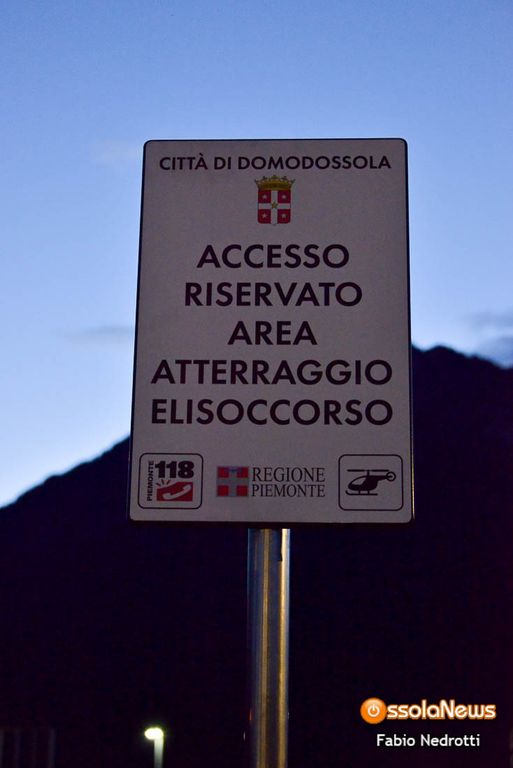 CITTÀ DI DOMODOSSOLA
ACCESSO
RISERVATO
AREA
ATTERRAGGIO
ELISOCCORSO
PIEMONTE
118
REGIONE
PIEMONTE
OssolaNews
Fabio Nedrotti